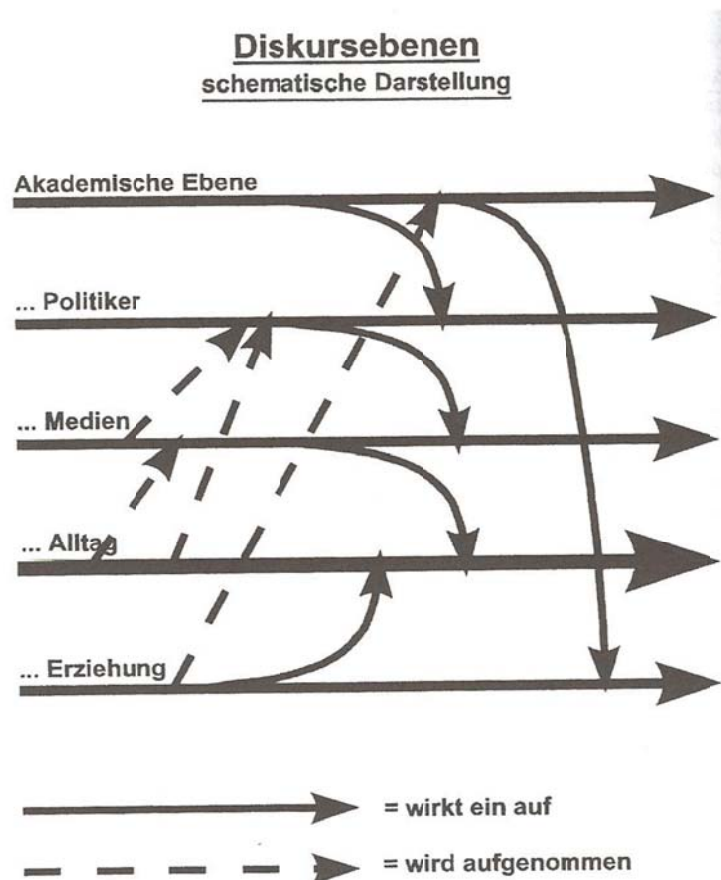 Diskursebenen
schematische Darstellung
Akademische Ebene
... Politiker
... Medien
... Alltag
... Erziehung
= wirkt ein auf
= wird aufgenommen